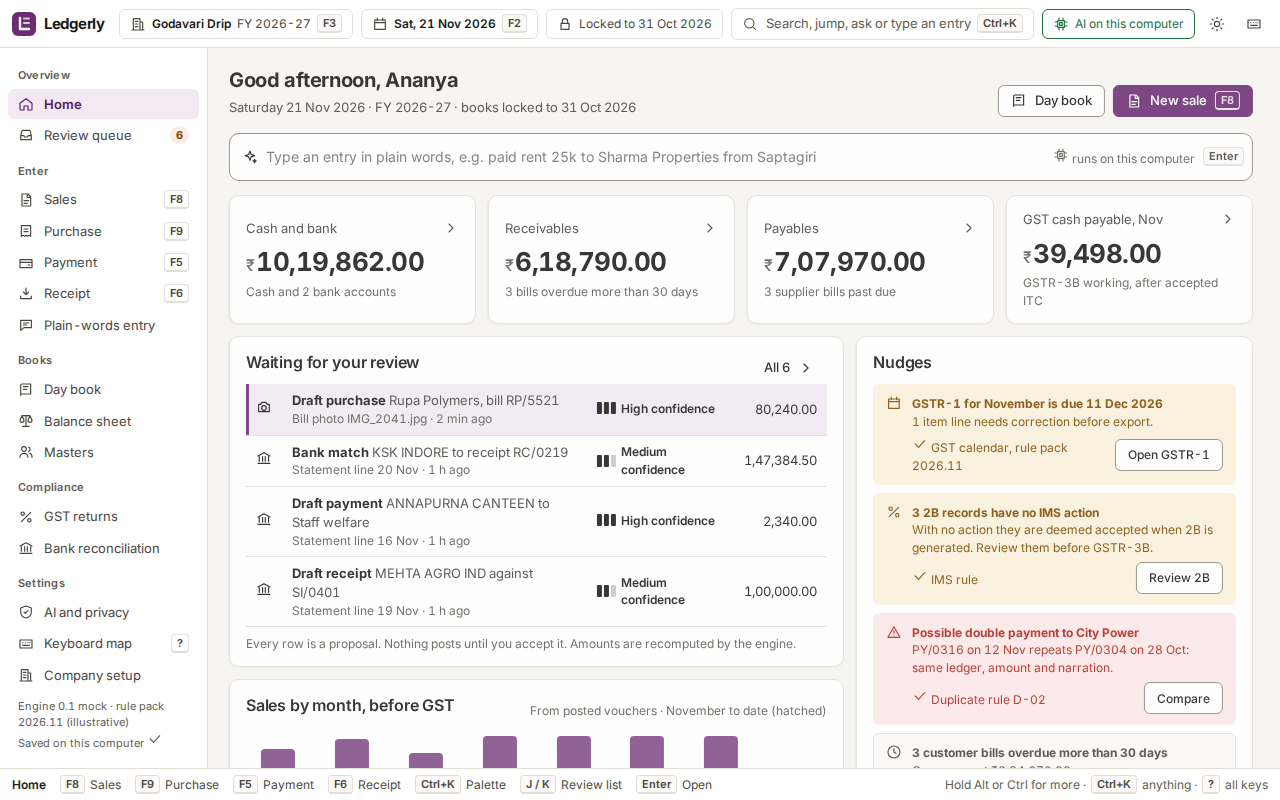 Ledgerly
Godavari Drip FY 2026-27 F3
Sat, 21 Nov 2026 F2
Locked to 31 Oct 2026
Search, jump, ask or type an entry Ctrl+K
AI on this computer
Overview
Home
Review queue 6
Enter
Sales F8
Purchase F9
Payment F5
Receipt F6
Plain-words entry
Books
Day book
Balance sheet
Masters
Compliance
GST returns
Bank reconciliation
Settings
AI and privacy
Keyboard map ?
Company setup
Engine 0.1 mock · rule pack
2026.11 (illustrative)
Saved on this computer
Good afternoon, Ananya
Saturday 21 Nov 2026 · FY 2026-27 · books locked to 31 Oct 2026
Day book
New sale F8
Type an entry in plain words, e.g. paid rent 25k to Sharma Properties from Saptagiri
runs on this computer Enter
Cash and bank
₹10,19,862.00
Cash and 2 bank accounts
Receivables
₹6,18,790.00
3 bills overdue more than 30 days
Payables
₹7,07,970.00
3 supplier bills past due
GST cash payable, Nov
₹39,498.00
GSTR-3B working, after accepted
ITC
Waiting for your review
All 6
Draft purchase Rupa Polymers, bill RP/5521
Bill photo IMG_2041.jpg · 2 min ago
High confidence
80,240.00
Bank match KSK INDORE to receipt RC/0219
Statement line 20 Nov · 1 h ago
Medium
confidence
1,47,384.50
Draft payment ANNAPURNA CANTEEN to
Staff welfare
Statement line 16 Nov · 1 h ago
High confidence
2,340.00
Draft receipt MEHTA AGRO IND against
SI/0401
Statement line 19 Nov · 1 h ago
Medium
confidence
1,00,000.00
Every row is a proposal. Nothing posts until you accept it. Amounts are recomputed by the engine.
Sales by month, before GST
From posted vouchers · November to date (hatched)
Nudges
GSTR-1 for November is due 11 Dec 2026
1 item line needs correction before export.
GST calendar, rule pack
2026.11
Open GSTR-1
3 2B records have no IMS action
With no action they are deemed accepted when 2B is
generated. Review them before GSTR-3B.
IMS rule
Review 2B
Possible double payment to City Power
PY/0316 on 12 Nov repeats PY/0304 on 28 Oct:
same ledger, amount and narration.
Duplicate rule D-02
Compare
3 customer bills overdue more than 30 days
Home F8 Sales F9 Purchase F5 Payment F6 Receipt Ctrl+K Palette J / K Review list Enter Open
Hold Alt or Ctrl for more · Ctrl+K anything · ? all keys